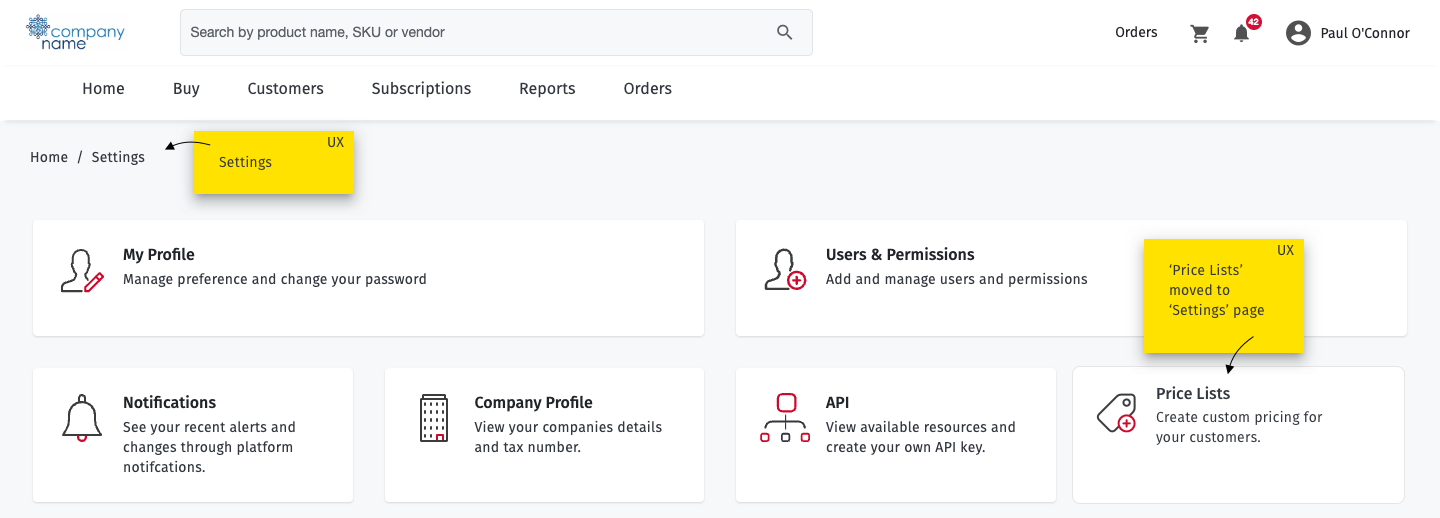 company
name
Search by product name, SKU or vendor
Orders
42
Paul O'Connor
Home
Buy
Customers
Subscriptions
Reports
Orders
Home / Settings
UX
Settings
My Profile
Manage preference and change your password
Users & Permissions
Add and manage users and permissions
UX
‘Price Lists’
moved to
‘Settings’ page
Notifications
See your recent alerts and
changes through platform
notifcations.
Company Profile
View your companies details
and tax number.
API
View available resources and
create your own API key.
Price Lists
Create custom pricing for
your customers.